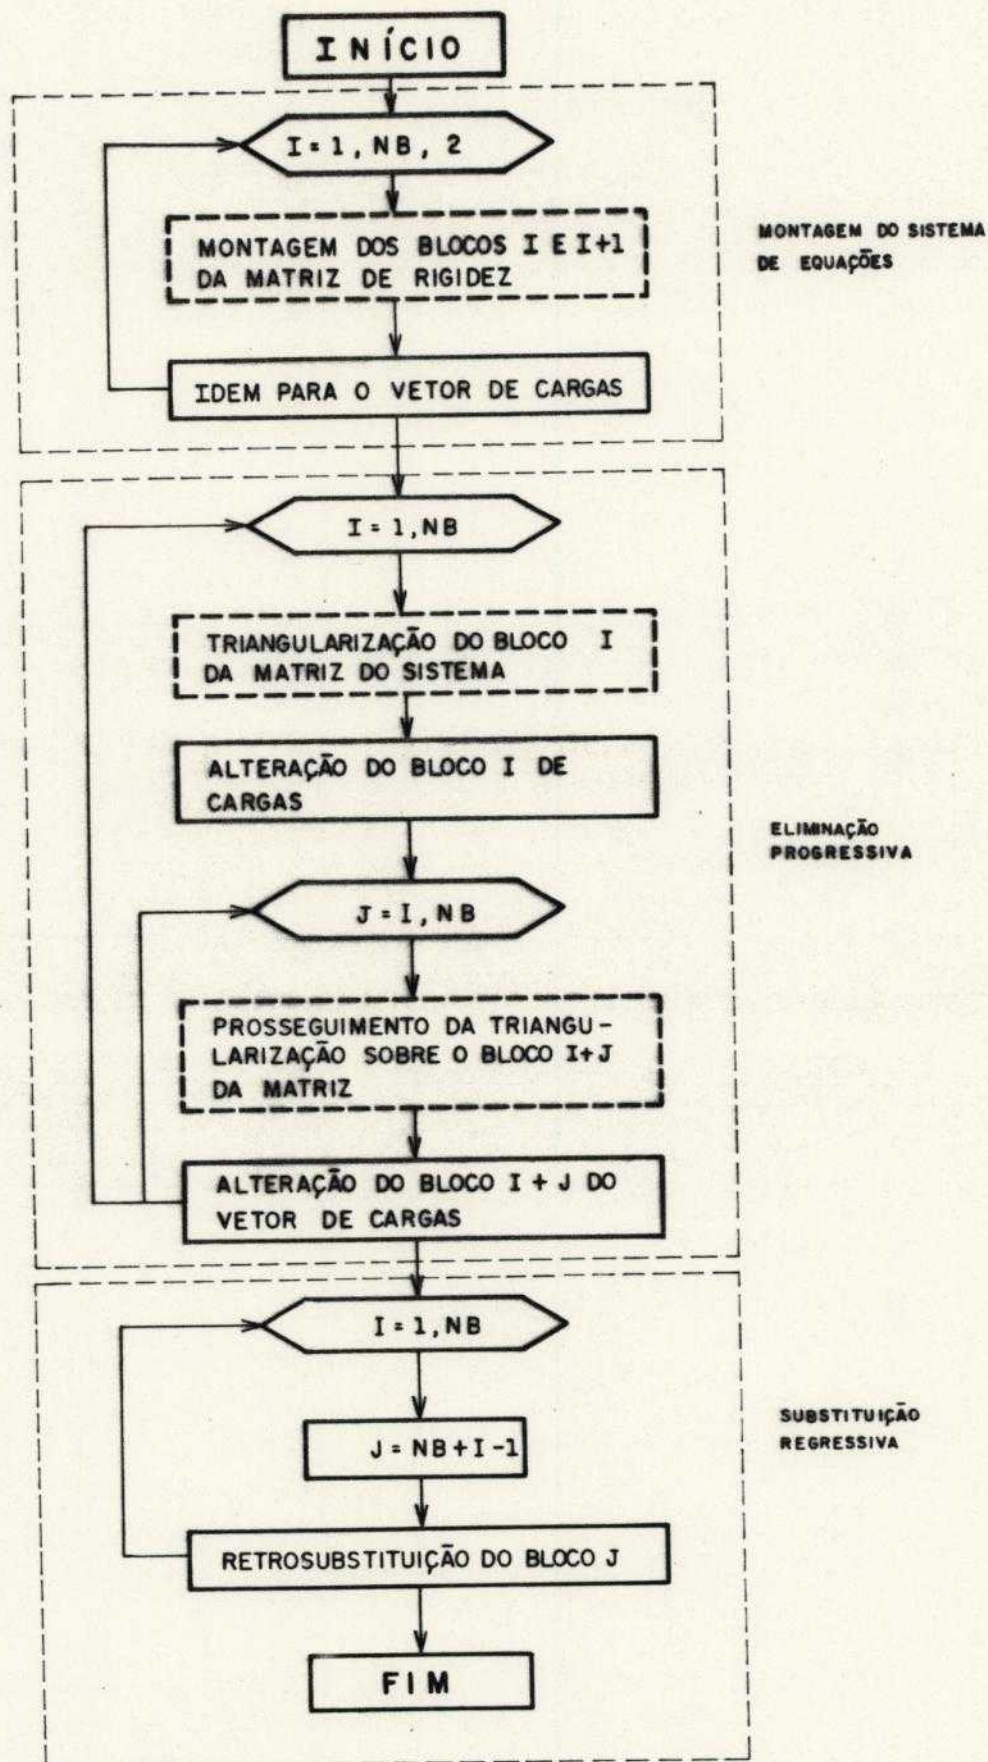 INÍCIO
I = 1, NB, 2
MONTAGEM DOS BLOCOS I E I+1
DA MATRIZ DE RIGIDEZ
MONTAGEM DO SISTEMA
DE EQUAÇÕES
IDEM PARA O VETOR DE CARGAS
I = 1, NB
TRIANGULARIZAÇÃO DO BLOCO I
DA MATRIZ DO SISTEMA
ALTERAÇÃO DO BLOCO I DE
CARGAS
ELIMINAÇÃO
PROGRESSIVA
J = I, NB
PROSSEGUIMENTO DA TRIANGU-
LARIZAÇÃO SOBRE O BLOCO I+J
DA MATRIZ
ALTERAÇÃO DO BLOCO I + J DO
VETOR DE CARGAS
I = 1, NB
SUBSTITUIÇÃO
REGRESSIVA
J = NB + I - 1
RETROSUBSTITUIÇÃO DO BLOCO J
FIM